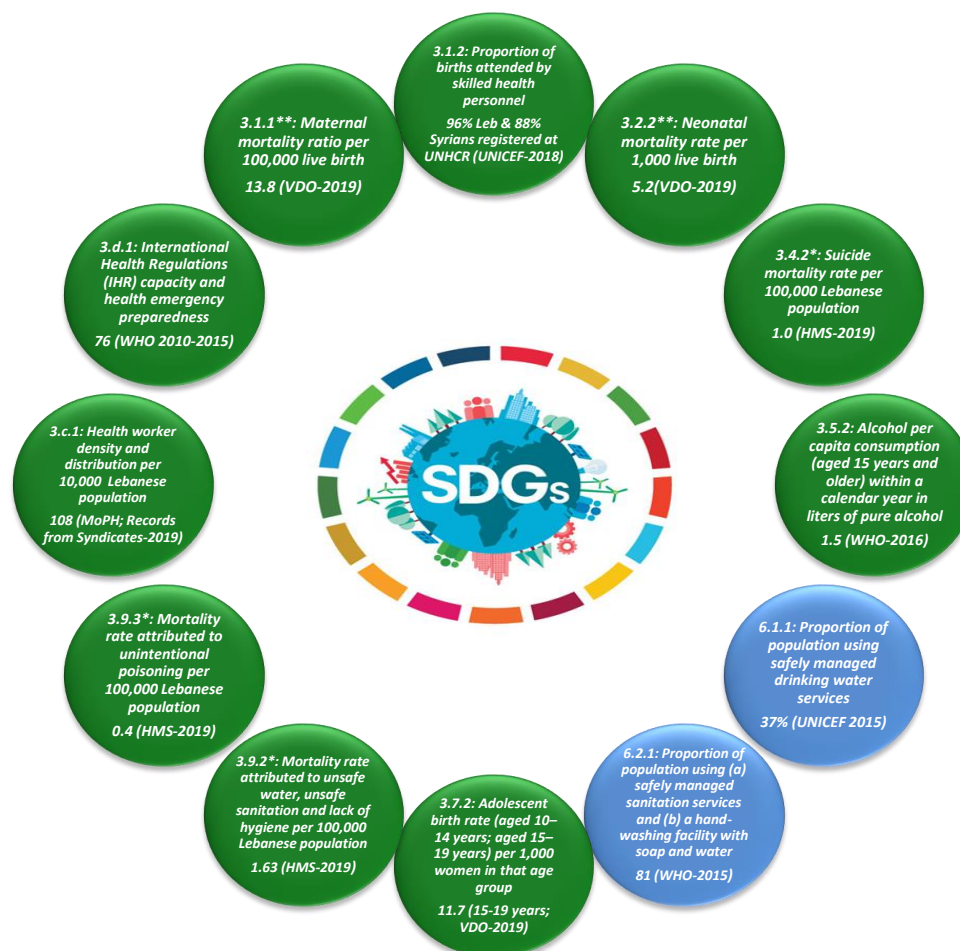 3.1.2: Proportion of
births attended by
skilled health
personnel
96% Leb & 88%
Syrians registered at
UNHCR (UNICEF-2018)
3.2.2**: Neonatal
mortality rate per
1,000 live birth
5.2(VDO-2019)
3.4.2*: Suicide
mortality rate per
100,000 Lebanese
population
1.0 (HMS-2019)
3.5.2: Alcohol per
capita consumption
(aged 15 years and
older) within a
calendar year in
liters of pure alcohol
1.5 (WHO-2016)
6.1.1: Proportion of
population using
safely managed
drinking water
services
37% (UNICEF 2015)
6.2.1: Proportion of
population using (a)
safely managed
sanitation services
and (b) a hand-
washing facility with
soap and water
81 (WHO-2015)
3.7.2: Adolescent
birth rate (aged 10–
14 years; aged 15–
19 years) per 1,000
women in that age
group
11.7 (15-19 years;
VDO-2019)
3.9.2*: Mortality rate
attributed to unsafe
water, unsafe
sanitation and lack of
hygiene per 100,000
Lebanese population
1.63 (HMS-2019)
3.9.3*: Mortality
rate attributed to
unintentional
poisoning per
100,000 Lebanese
population
0.4 (HMS-2019)
3.c.1: Health worker
density and
distribution per
10,000 Lebanese
population
108 (MoPH; Records
from Syndicates-2019)
3.d.1: International
Health Regulations
(IHR) capacity and
health emergency
preparedness
76 (WHO 2010-2015)
3.1.1**: Maternal
mortality ratio per
100,000 live birth
13.8 (VDO-2019)
SDGs